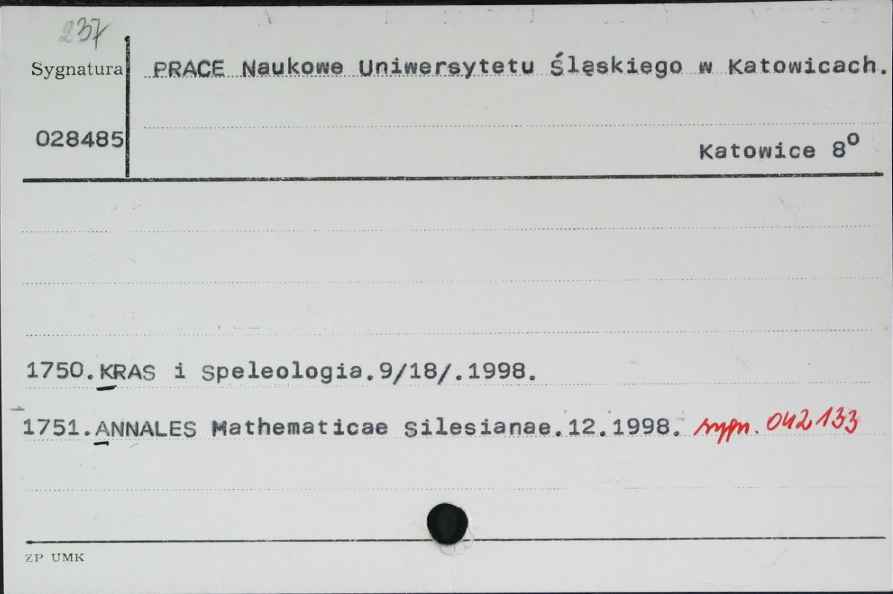 237
Sygnatura PRACE Naukowe Uniwersytetu Śląskiego w Katowicach.
028485
Katowice 8°
1750.KRAS i Speleologia.9/18/.1998.
1751.ANNALES Mathematicae Silesianae.12.1998. sygn. 042133
ZP UMK